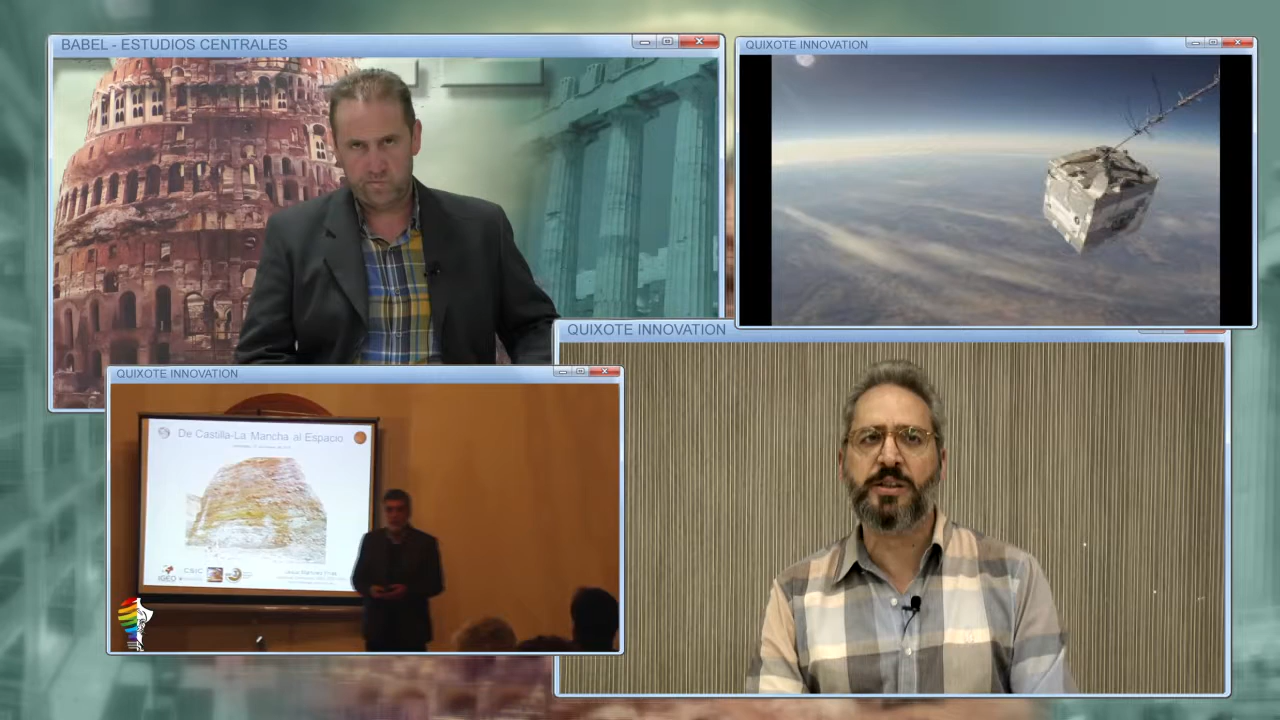 BABEL - ESTUDIOS CENTRALES
QUIXOTE INNOVATION
QUIXOTE INNOVATION
QUIXOTE INNOVATION
De Castilla-La Mancha al Espacio
IGEO
CSIC